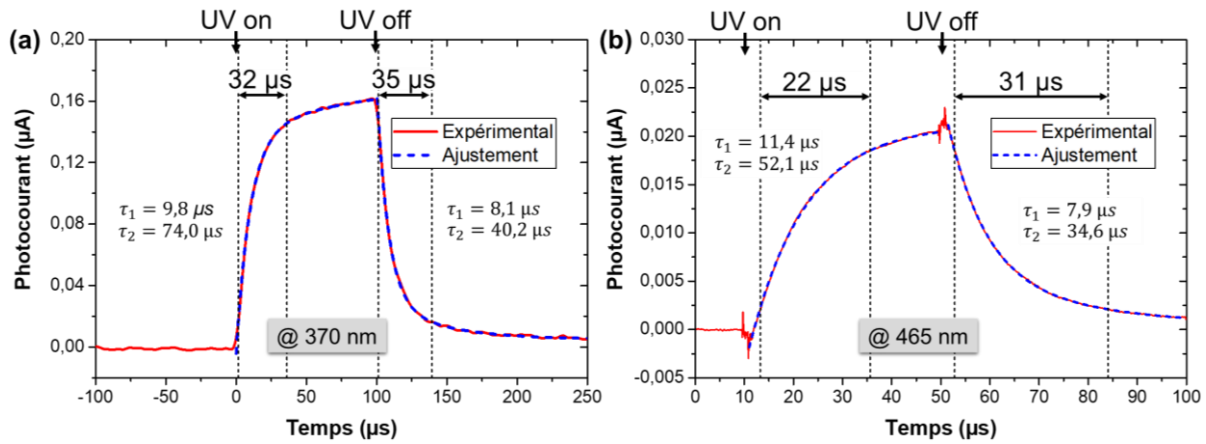 (a)
UV on
UV off
0,20
0,16
0,12
0,08
0,04
0,00
Photocourant (µA)
32 µs
35 µs
Expérimental
Ajustement
τ1 = 9,8 µs
τ2 = 74,0 µs
τ1 = 8,1 µs
τ2 = 40,2 µs
@ 370 nm
-100 -50 0 50 100 150 200 250
Temps (µs)
(b)
UV on
UV off
0,030
0,025
0,020
0,015
0,010
0,005
0,000
-0,005
Photocourant (µA)
22 µs
31 µs
Expérimental
Ajustement
τ1 = 11,4 µs
τ2 = 52,1 µs
τ1 = 7,9 µs
τ2 = 34,6 µs
@ 465 nm
0 10 20 30 40 50 60 70 80 90 100
Temps (µs)